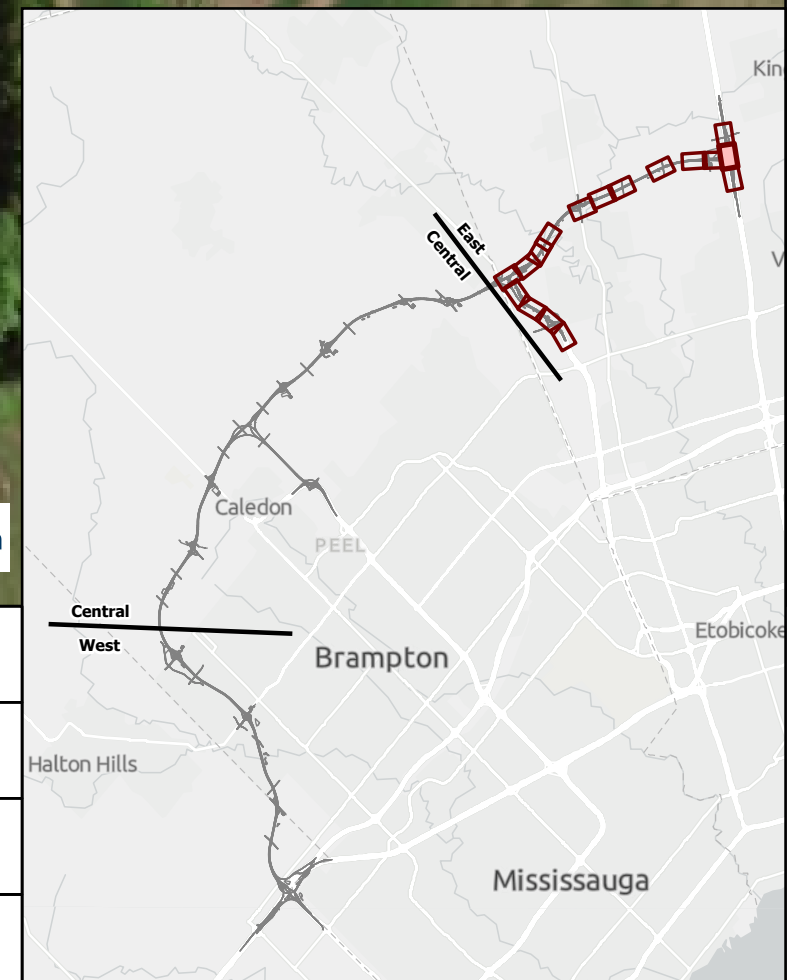 East
Central
Caledon
PEEL
Central
West
Brampton
Etobicoke
Halton Hills
Mississauga